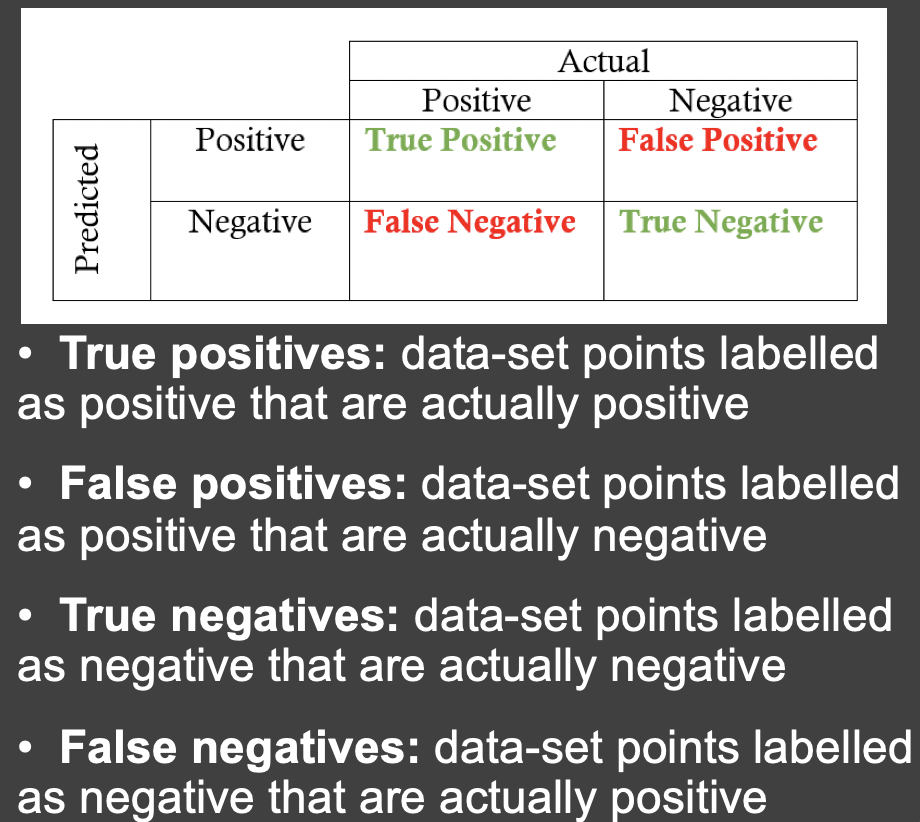 Actual
Positive Negative
Predicted
Positive True Positive False Positive
Negative False Negative True Negative
• True positives: data-set points labelled
as positive that are actually positive
• False positives: data-set points labelled
as positive that are actually negative
• True negatives: data-set points labelled
as negative that are actually negative
• False negatives: data-set points labelled
as negative that are actually positive